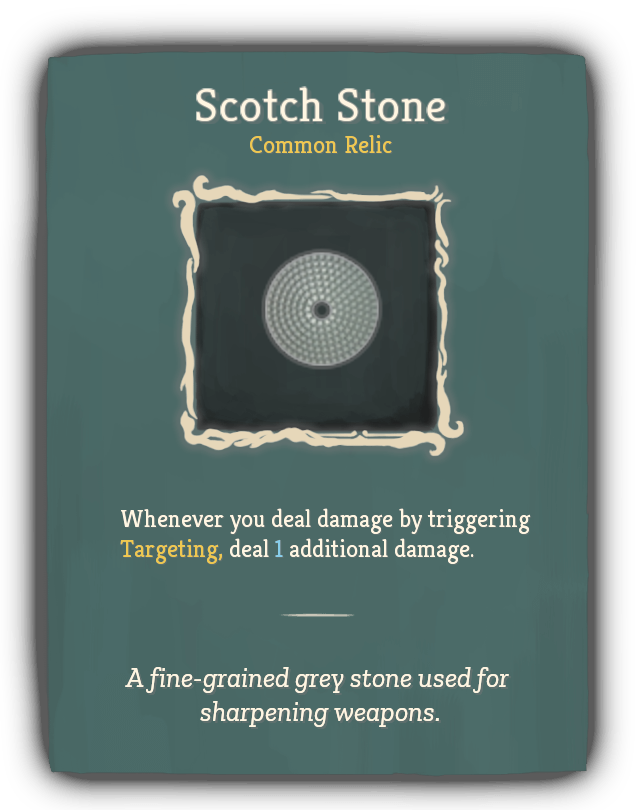 Scotch Stone
Common Relic
Whenever you deal damage by triggering
Targeting, deal 1 additional damage.
A fine-grained grey stone used for
sharpening weapons.